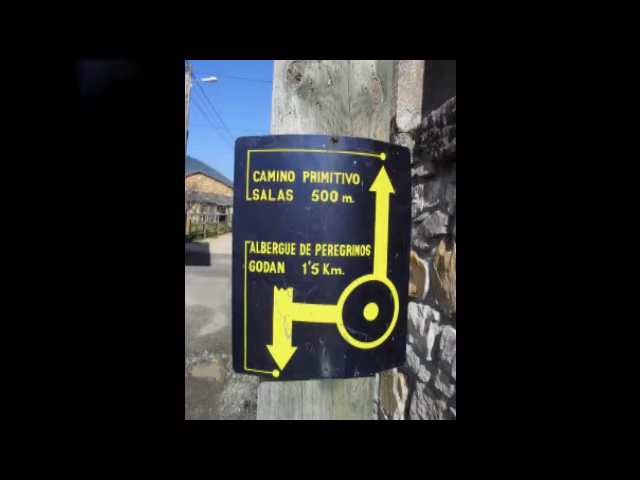 CAMINO PRIMITIVO
SALAS 500 m.
ALBERGUE DE PEREGRINOS
GODAN 1'5 Km.